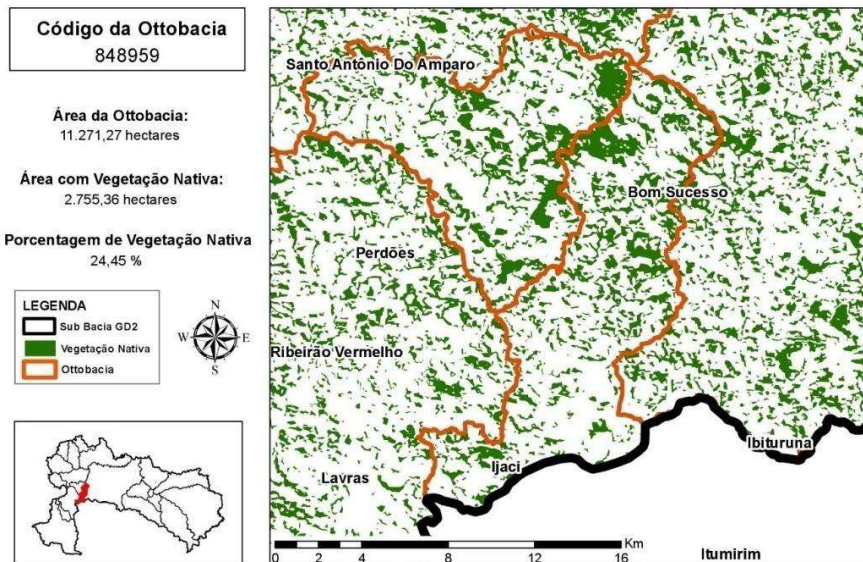 Código da Ottobacia
848959
Área da Ottobacia:
11.271,27 hectares
Área com Vegetação Nativa:
2.755,36 hectares
Porcentagem de Vegetação Nativa
24,45 %
LEGENDA
Sub Bacia GD2
Vegetação Nativa
Ottobacia
N
W
E
S
Santo Antônio Do Amparo
Bom Sucesso
Perdões
Ribeirão Vermelho
Ibituruna
Ijaci
Lavras
Itumirim
0 2 4 8 12 16 Km